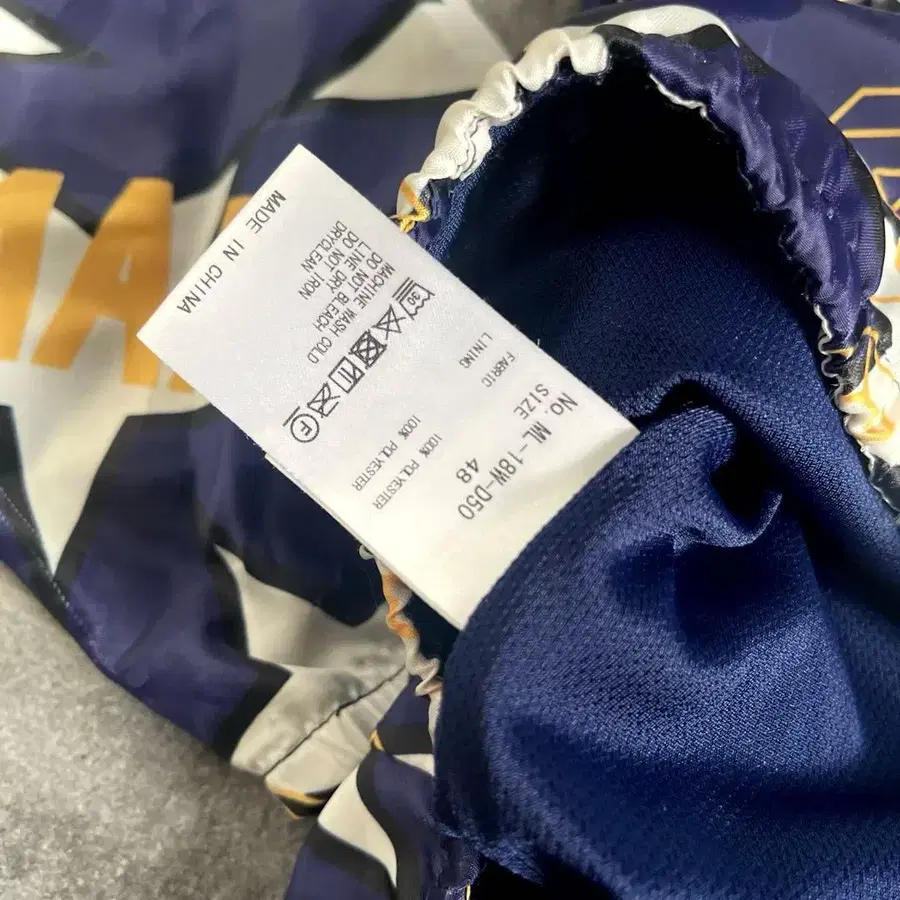 No. ML-18W-D50
SIZE 48
FABRIC 100% POLYESTER
LINING 100% POLYESTER
30
F
MACHINE WASH COLD
DO NOT BLEACH
LINE DRY
DO NOT IRON
DRYCLEAN
MADE IN CHINA